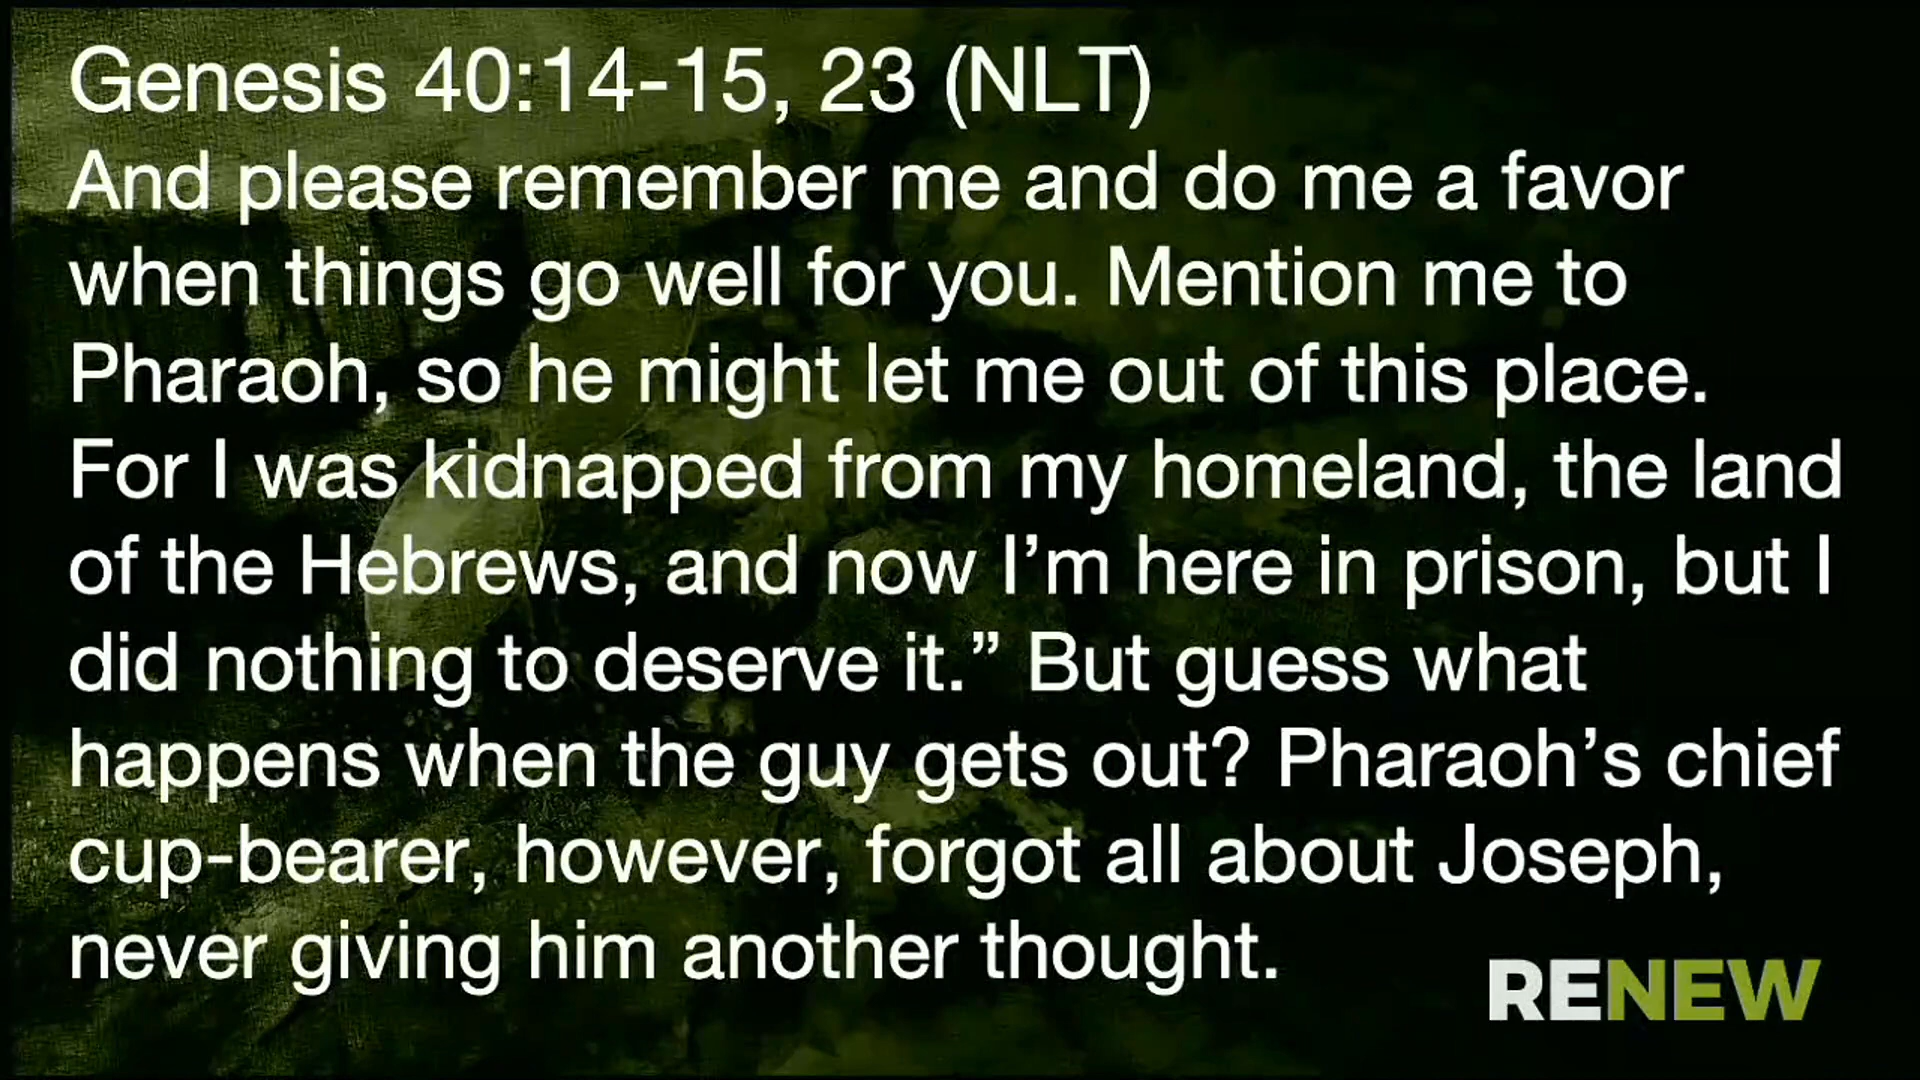 Genesis 40:14-15, 23 (NLT)
And please remember me and do me a favor
when things go well for you. Mention me to
Pharaoh, so he might let me out of this place.
For I was kidnapped from my homeland, the land
of the Hebrews, and now I’m here in prison, but I
did nothing to deserve it.” But guess what
happens when the guy gets out? Pharaoh’s chief
cup-bearer, however, forgot all about Joseph,
never giving him another thought.
RENEW